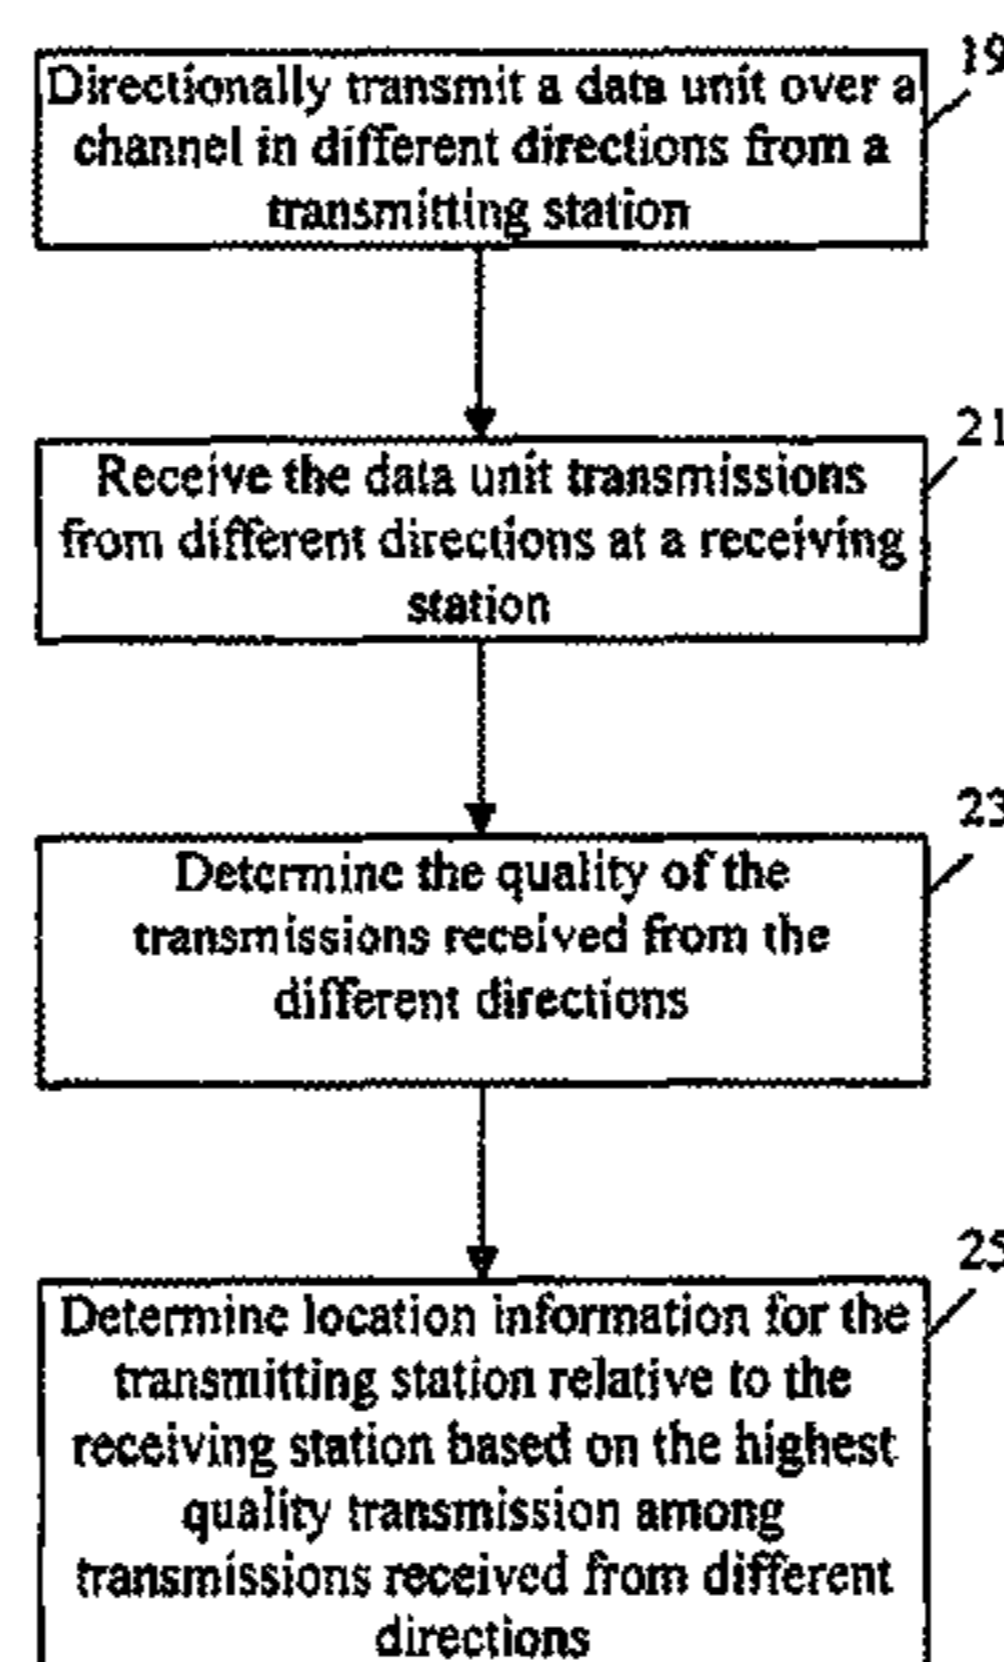 19
Directionally transmit a data unit over a
channel in different directions from a
transmitting station
21
Receive the data unit transmissions
from different directions at a receiving
station
23
Determine the quality of the
transmissions received from the
different directions
25
Determine location information for the
transmitting station relative to the
receiving station based on the highest
quality transmission among
transmissions received from different
directions